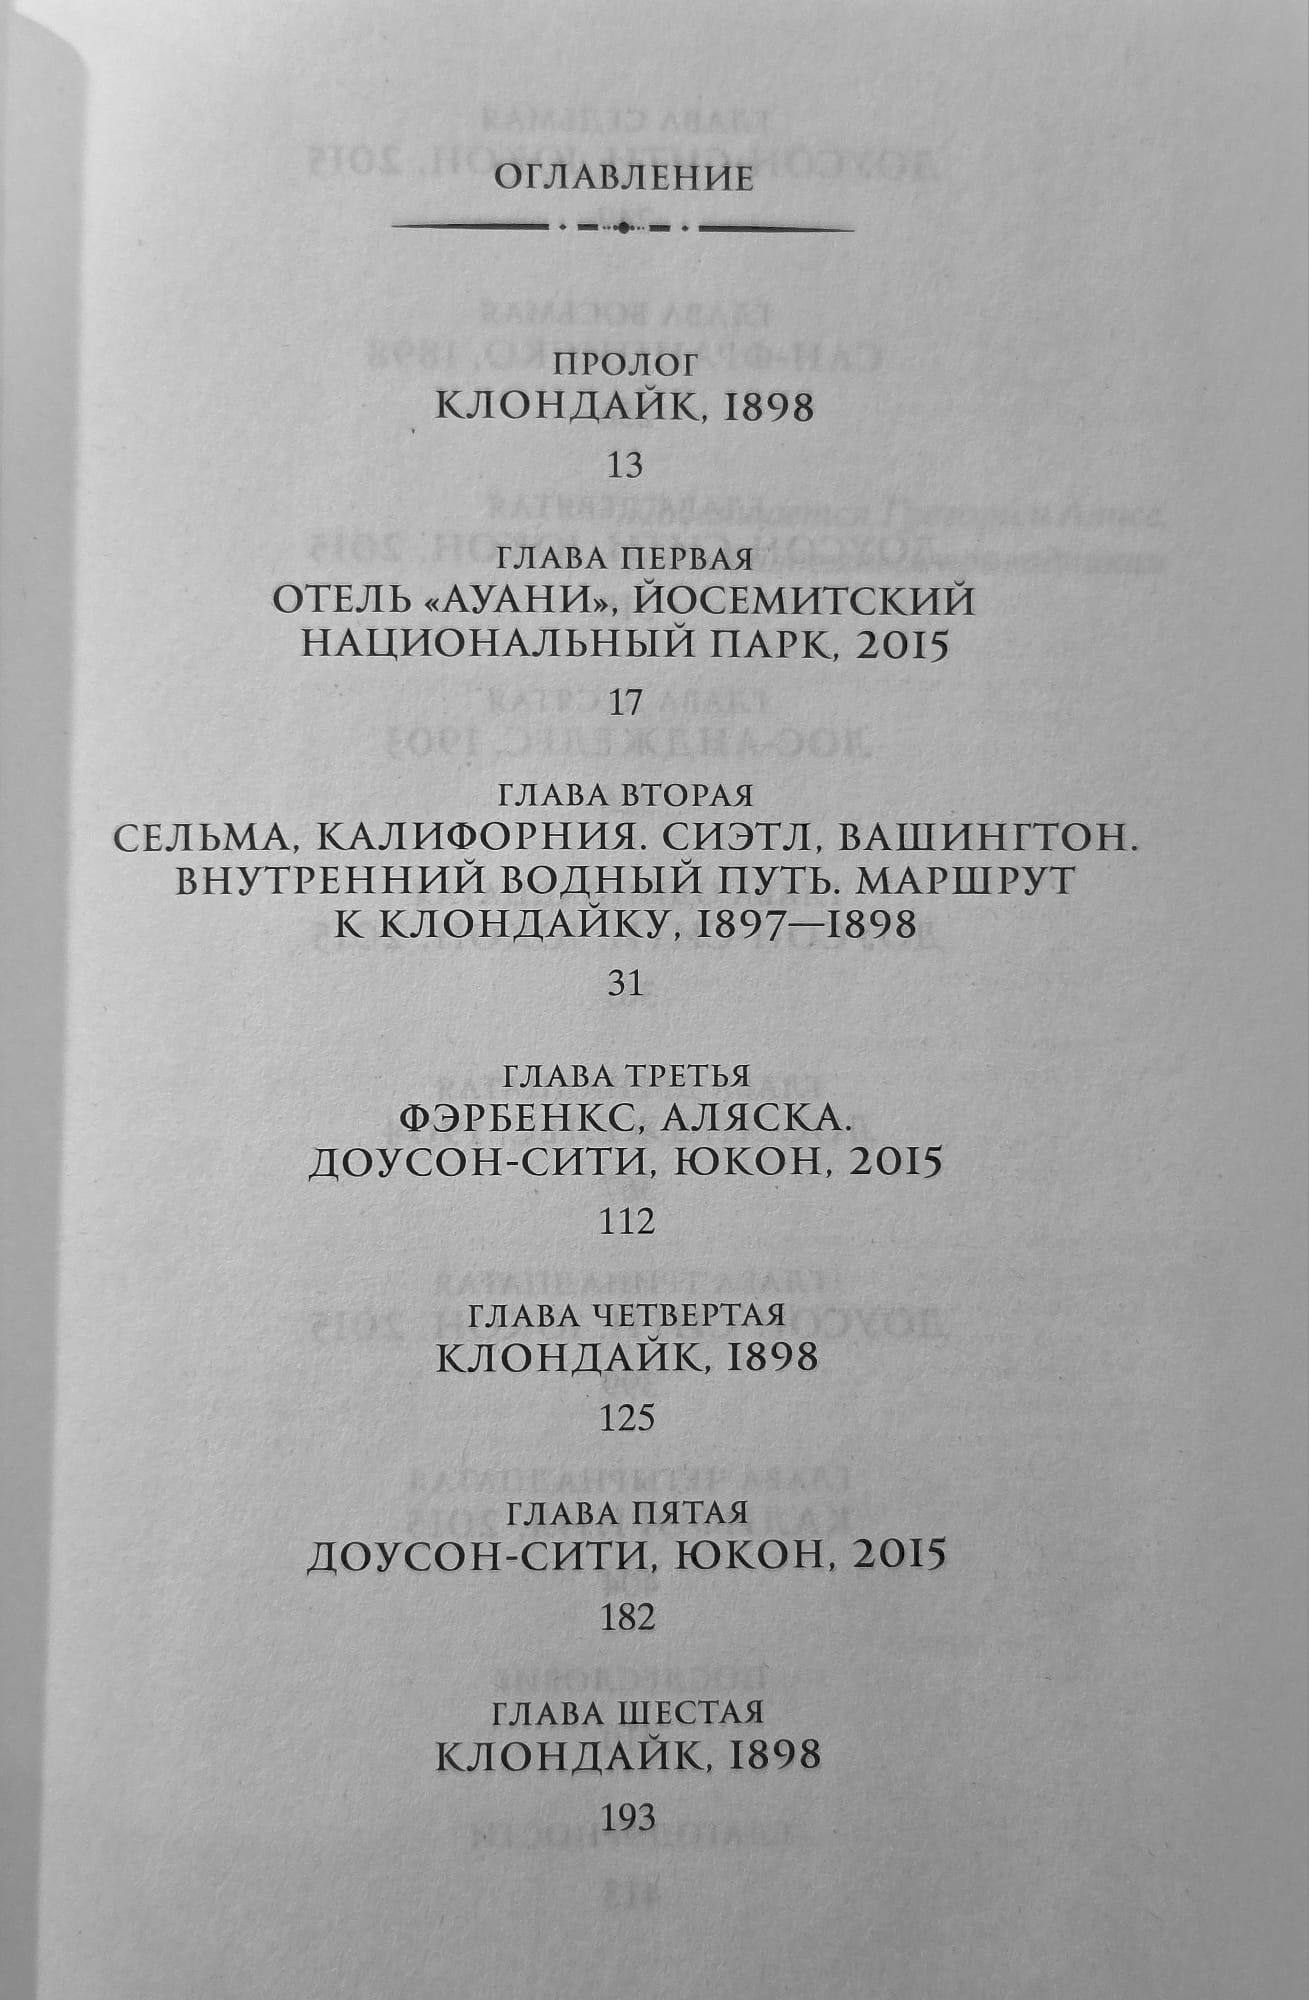 ОГЛАВЛЕНИЕ
ПРОЛОГ
КЛОНДАЙК, 1898
13
ГЛАВА ПЕРВАЯ
ОТЕЛЬ «АУАНИ», ЙОСЕМИТСКИЙ
НАЦИОНАЛЬНЫЙ ПАРК, 2015
17
ГЛАВА ВТОРАЯ
СЕЛЬМА, КАЛИФОРНИЯ. СИЭТЛ, ВАШИНГТОН.
ВНУТРЕННИЙ ВОДНЫЙ ПУТЬ. МАРШРУТ
К КЛОНДАЙКУ, 1897—1898
31
ГЛАВА ТРЕТЬЯ
ФЭРБЕНКС, АЛЯСКА.
ДОУСОН-СИТИ, ЮКОН, 2015
112
ГЛАВА ЧЕТВЕРТАЯ
КЛОНДАЙК, 1898
125
ГЛАВА ПЯТАЯ
ДОУСОН-СИТИ, ЮКОН, 2015
182
ГЛАВА ШЕСТАЯ
КЛОНДАЙК, 1898
193